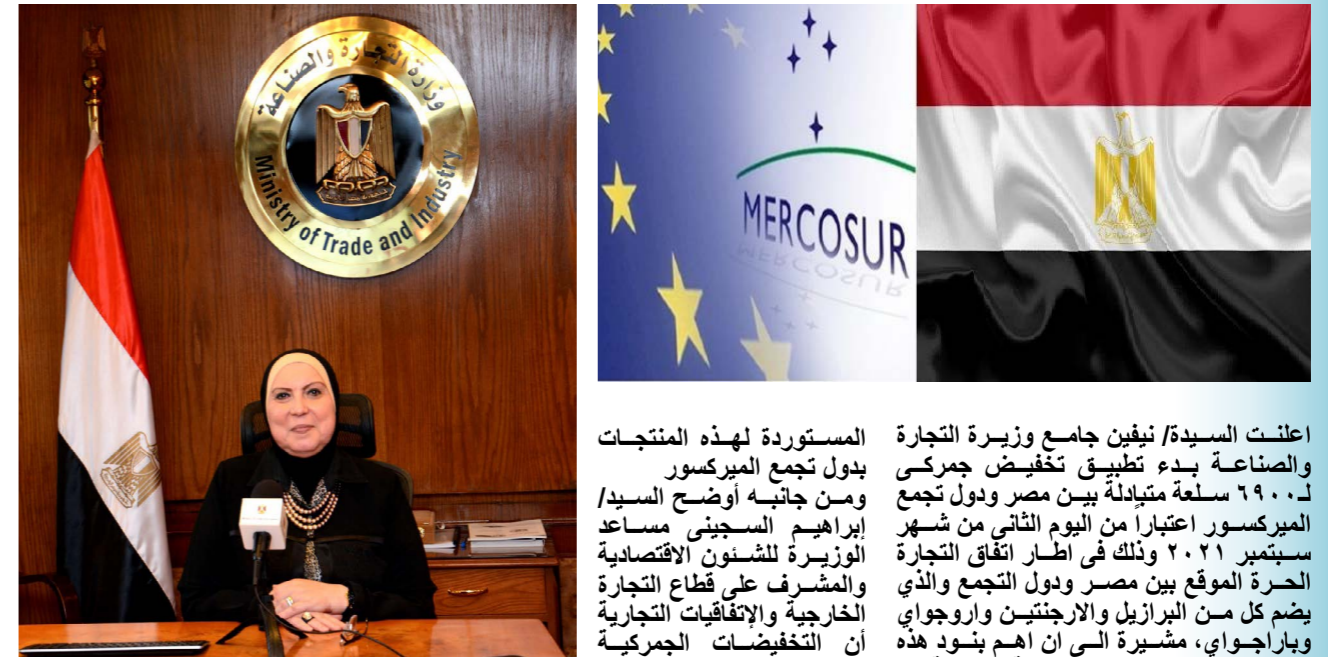 وزارة التجارة والصناعة
Ministry of Trade and Industry
MERCOSUR
اعلنت السيدة/ نيفين جامع وزيرة التجارة
والصناعة بدء تطبيق تخفيض جمركى
لـ٦٩٠٠ سلعة متبادلة بين مصر ودول تجمع
الميركسور اعتباراً من اليوم الثانى من شهر
سبتمبر ٢٠٢١ وذلك فى اطار اتفاق التجارة
الحرة الموقع بين مصر ودول التجمع والذي
يضم كل من البرازيل والارجنتين واروجواي
وباراجواي، مشيرة الى ان اهم بنود هذه
المستوردة لهذه المنتجات
بدول تجمع الميركسور
ومن جانبه أوضح السيد/
إبراهيم السجينى مساعد
الوزيرة للشئون الاقتصادية
والمشرف على قطاع التجارة
الخارجية والإتفاقيات التجارية
أن التخفيضات الجمركية